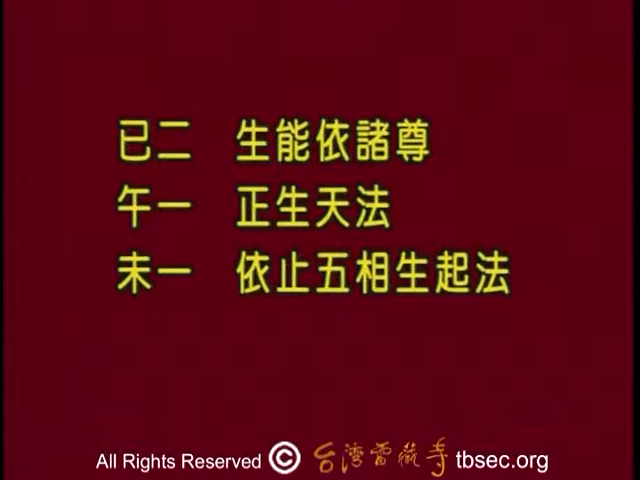 已二　生能依諸尊
午一　正生天法
未一　依止五相生起法
All Rights Reserved © 台灣雷藏寺 tbsec.org